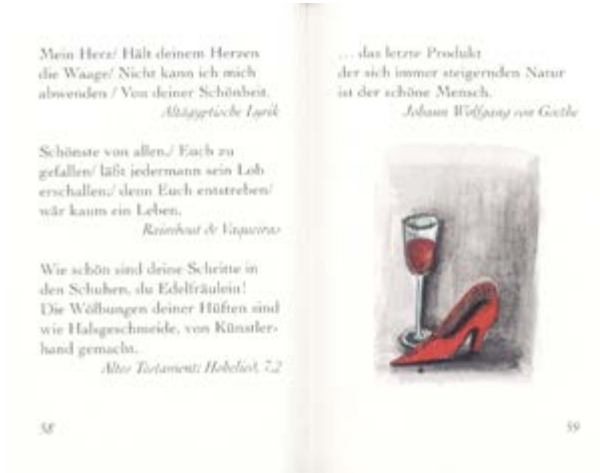 Mein Herz/ Hält deinem Herzen
die Waage/ Nicht kann ich mich
abwenden / Von deiner Schönheit.
Altägyptische Lyrik
Schönste von allen,/ Euch zu
gefallen/ läßt jedermann sein Lob
erschallen,/ denn Euch entstreben/
wär kaum ein Leben.
Raimbout de Vaqueiras
Wie schön sind deine Schritte in
den Schuhen, du Edelfräulein!
Die Wölbungen deiner Hüften sind
wie Halsgeschmeide, von Künstler-
hand gemacht.
Altes Testament: Hohelied, 7.2
58
... das letzte Produkt
der sich immer steigernden Natur
ist der schöne Mensch.
Johann Wolfgang von Goethe
59